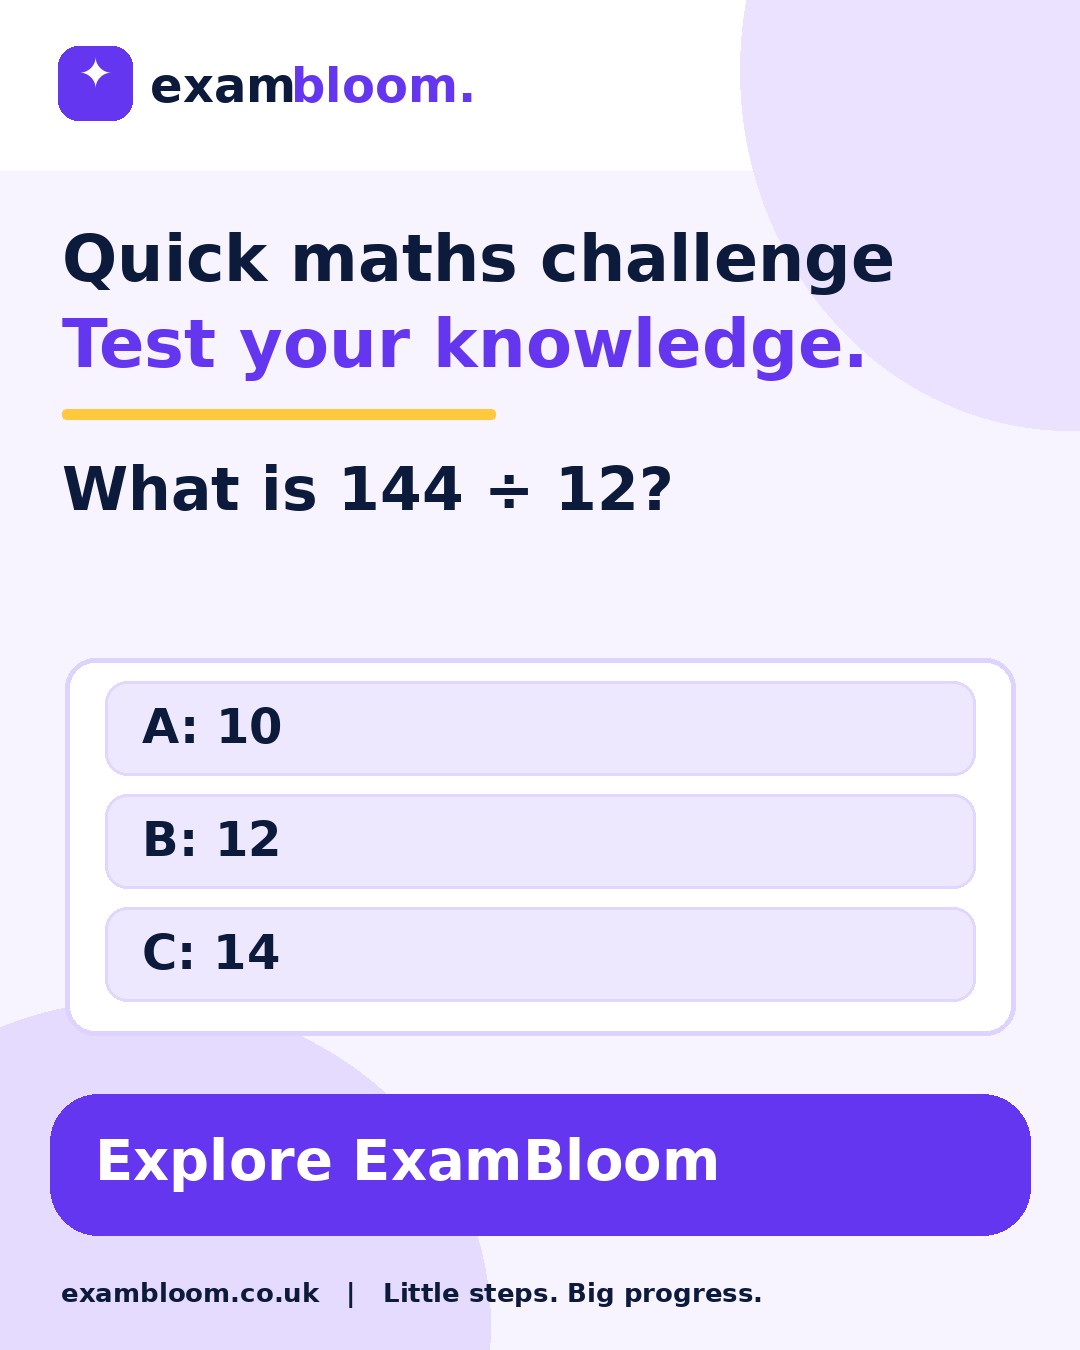 exambloom.
Quick maths challenge
Test your knowledge.
What is 144 ÷ 12?
A: 10
B: 12
C: 14
Explore ExamBloom
exambloom.co.uk | Little steps. Big progress.